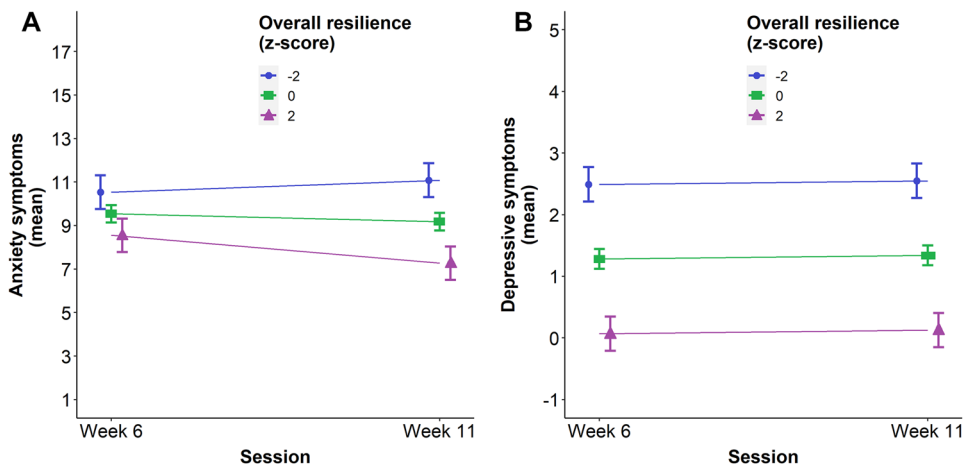 A
Overall resilience
(z-score)
-2
0
2
Anxiety symptoms
(mean)
17
15
13
11
9
7
5
3
1
Week 6
Week 11
Session
B
Overall resilience
(z-score)
-2
0
2
Depressive symptoms
(mean)
5
4
3
2
1
0
-1
Week 6
Week 11
Session